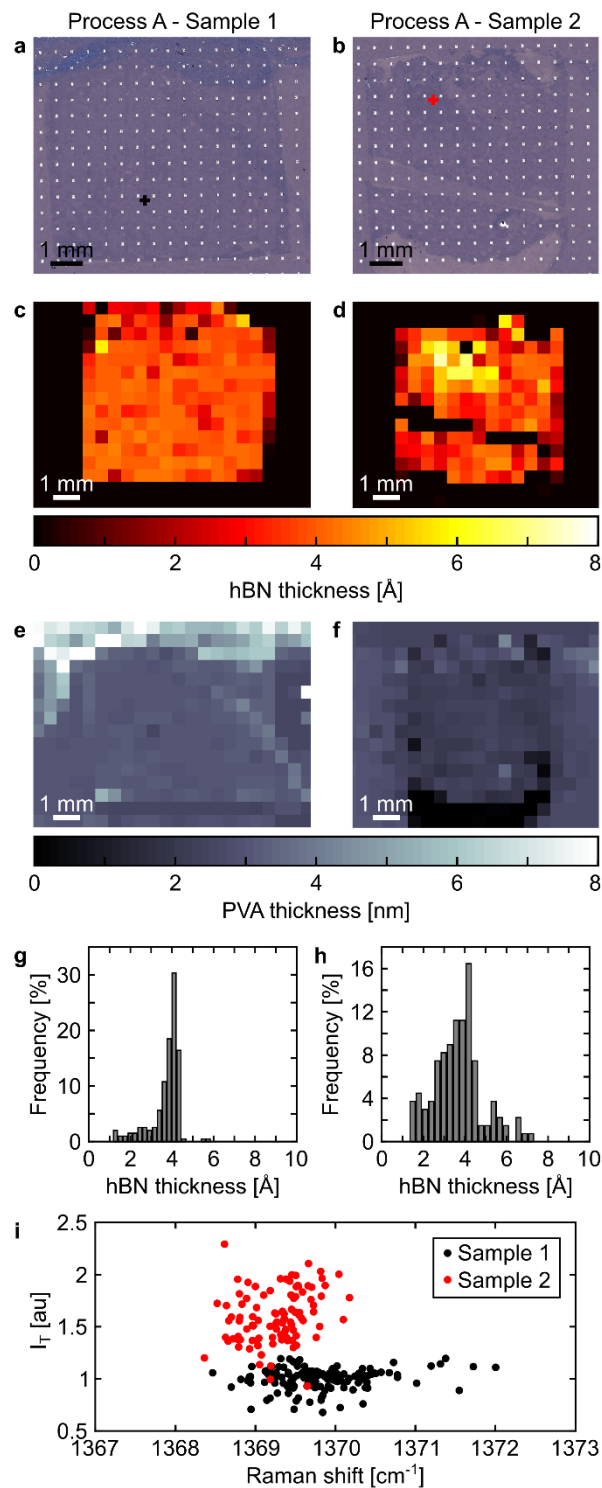 Process A - Sample 1 Process A - Sample 2
a b
1 mm 1 mm
c d
1 mm 1 mm
0 2 4 6 8
hBN thickness [Å]
e f
1 mm 1 mm
0 2 4 6 8
PVA thickness [nm]
g h
30
20
10
0
Frequency [%]
0 2 4 6 8 10
hBN thickness [Å]
16
12
8
4
0
Frequency [%]
0 2 4 6 8 10
hBN thickness [Å]
i
2.5
2
1.5
1
0.5
I_T [au]
Sample 1
Sample 2
1367 1368 1369 1370 1371 1372 1373
Raman shift [cm⁻¹]